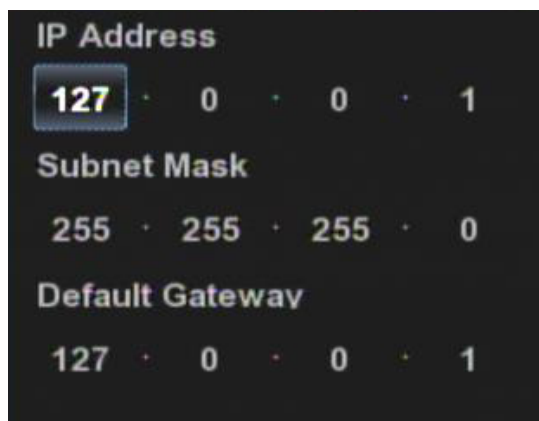 IP Address
127 . 0 . 0 . 1
Subnet Mask
255 . 255 . 255 . 0
Default Gateway
127 . 0 . 0 . 1